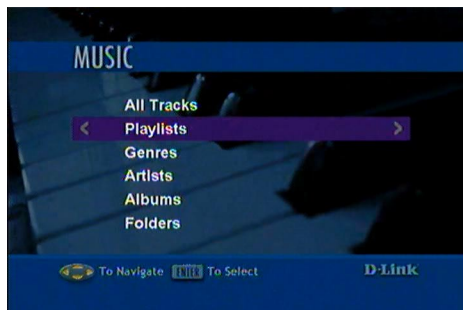 MUSIC
All Tracks
< Playlists >
Genres
Artists
Albums
Folders
To Navigate ENTER To Select D-Link